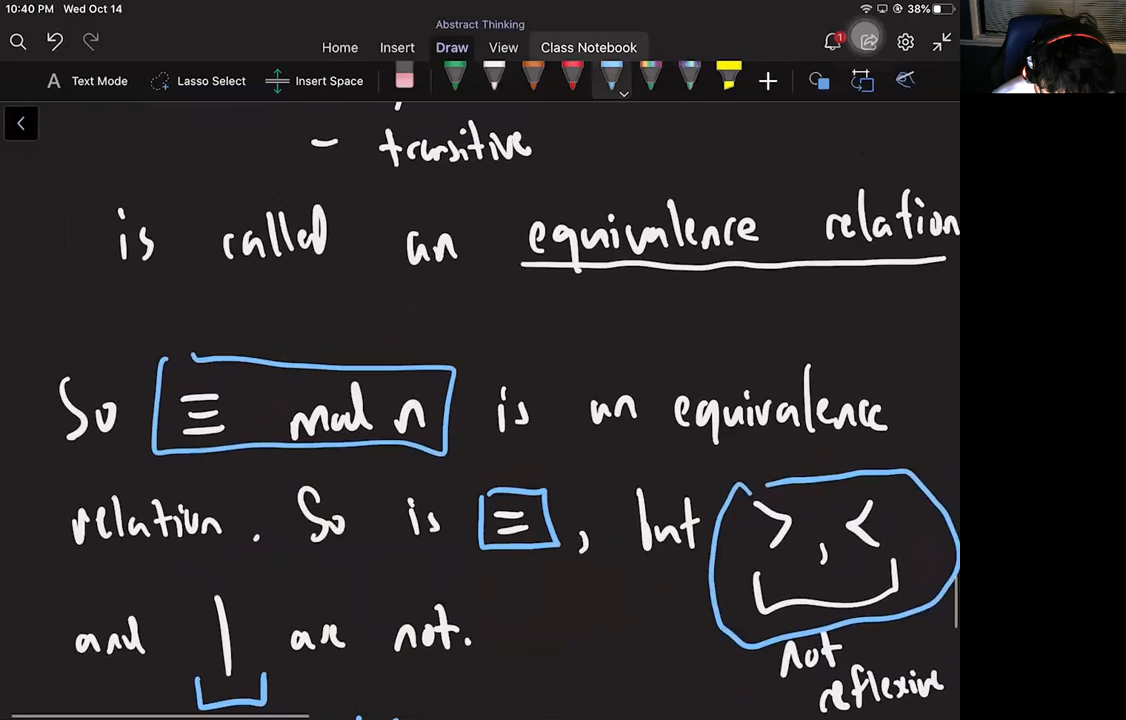 10:40 PM Wed Oct 14
38%
Abstract Thinking
Home Insert Draw View Class Notebook
1
A Text Mode Lasso Select Insert Space
- transitive
is called an equivalence relation
So ≡ mod n is an equivalence
relation. So is =, but >, <
and | are not.
not
reflexive